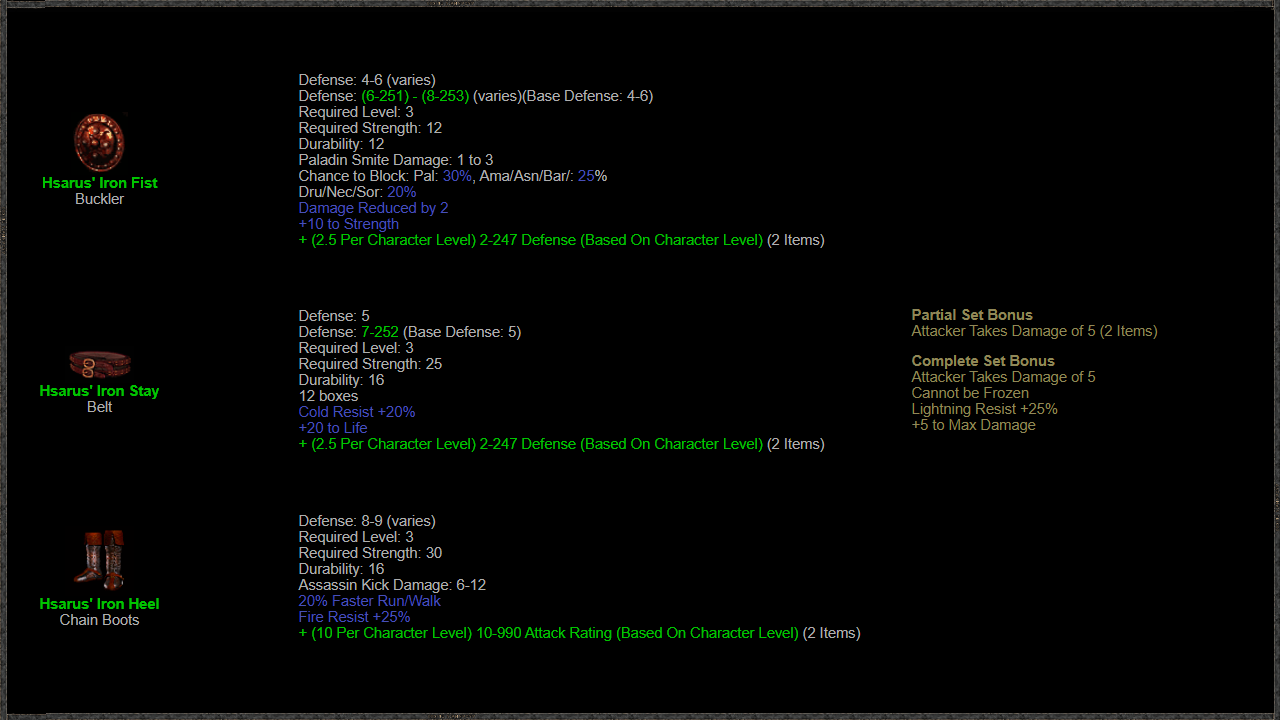 Hsarus' Iron Fist
Buckler
Defense: 4-6 (varies)
Defense: (6-251) - (8-253) (varies)(Base Defense: 4-6)
Required Level: 3
Required Strength: 12
Durability: 12
Paladin Smite Damage: 1 to 3
Chance to Block: Pal: 30%, Ama/Asn/Bar/: 25%
Dru/Nec/Sor: 20%
Damage Reduced by 2
+10 to Strength
+ (2.5 Per Character Level) 2-247 Defense (Based On Character Level) (2 Items)
Hsarus' Iron Stay
Belt
Defense: 5
Defense: 7-252 (Base Defense: 5)
Required Level: 3
Required Strength: 25
Durability: 16
12 boxes
Cold Resist +20%
+20 to Life
+ (2.5 Per Character Level) 2-247 Defense (Based On Character Level) (2 Items)
Partial Set Bonus
Attacker Takes Damage of 5 (2 Items)
Complete Set Bonus
Attacker Takes Damage of 5
Cannot be Frozen
Lightning Resist +25%
+5 to Max Damage
Hsarus' Iron Heel
Chain Boots
Defense: 8-9 (varies)
Required Level: 3
Required Strength: 30
Durability: 16
Assassin Kick Damage: 6-12
20% Faster Run/Walk
Fire Resist +25%
+ (10 Per Character Level) 10-990 Attack Rating (Based On Character Level) (2 Items)